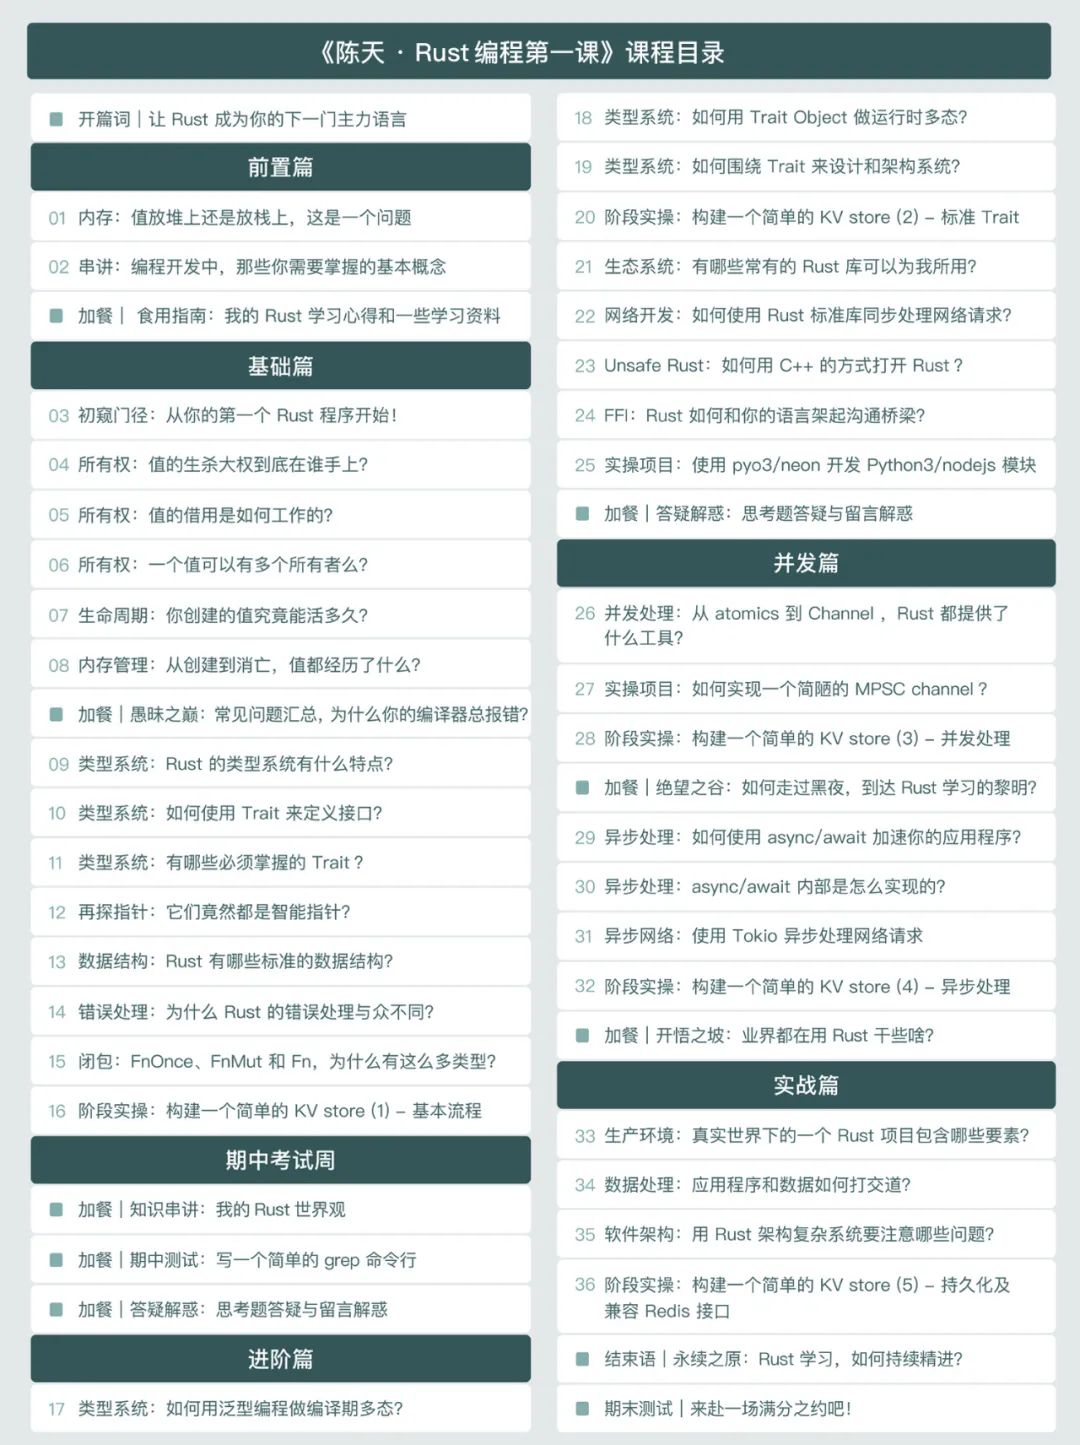 《陈天 · Rust 编程第一课》课程目录
开篇词｜让 Rust 成为你的下一门主力语言
前置篇
01 内存：值放堆上还是放栈上，这是一个问题
02 串讲：编程开发中，那些你需要掌握的基本概念
加餐｜ 食用指南：我的 Rust 学习心得和一些学习资料
基础篇
03 初窥门径：从你的第一个 Rust 程序开始！
04 所有权：值的生杀大权到底在谁手上？
05 所有权：值的借用是如何工作的？
06 所有权：一个值可以有多个所有者么？
07 生命周期：你创建的值究竟能活多久？
08 内存管理：从创建到消亡，值都经历了什么？
加餐｜愚昧之巅：常见问题汇总，为什么你的编译器总报错？
09 类型系统：Rust 的类型系统有什么特点？
10 类型系统：如何使用 Trait 来定义接口？
11 类型系统：有哪些必须掌握的 Trait？
12 再探指针：它们竟然都是智能指针？
13 数据结构：Rust 有哪些标准的数据结构？
14 错误处理：为什么 Rust 的错误处理与众不同？
15 闭包：FnOnce、FnMut 和 Fn，为什么有这么多类型？
16 阶段实操：构建一个简单的 KV store (1) - 基本流程
期中考试周
加餐｜知识串讲：我的 Rust 世界观
加餐｜期中测试：写一个简单的 grep 命令行
加餐｜答疑解惑：思考题答疑与留言解惑
进阶篇
17 类型系统：如何用泛型编程做编译期多态？
18 类型系统：如何用 Trait Object 做运行时多态？
19 类型系统：如何围绕 Trait 来设计和架构系统？
20 阶段实操：构建一个简单的 KV store (2) - 标准 Trait
21 生态系统：有哪些常有的 Rust 库可以为我所用？
22 网络开发：如何使用 Rust 标准库同步处理网络请求？
23 Unsafe Rust：如何用 C++ 的方式打开 Rust？
24 FFI：Rust 如何和你的语言架起沟通桥梁？
25 实操项目：使用 pyo3/neon 开发 Python3/nodejs 模块
加餐｜答疑解惑：思考题答疑与留言解惑
并发篇
26 并发处理：从 atomics 到 Channel ，Rust 都提供了
什么工具？
27 实操项目：如何实现一个简陋的 MPSC channel？
28 阶段实操：构建一个简单的 KV store (3) - 并发处理
加餐｜绝望之谷：如何走过黑夜，到达 Rust 学习的黎明？
29 异步处理：如何使用 async/await 加速你的应用程序？
30 异步处理：async/await 内部是怎么实现的？
31 异步网络：使用 Tokio 异步处理网络请求
32 阶段实操：构建一个简单的 KV store (4) - 异步处理
加餐｜开悟之坡：业界都在用 Rust 干些啥？
实战篇
33 生产环境：真实世界下的一个 Rust 项目包含哪些要素？
34 数据处理：应用程序和数据如何打交道？
35 软件架构：用 Rust 架构复杂系统要注意哪些问题？
36 阶段实操：构建一个简单的 KV store (5) - 持久化及
兼容 Redis 接口
结束语｜永续之原：Rust 学习，如何持续精进？
期末测试｜来赴一场满分之约吧！